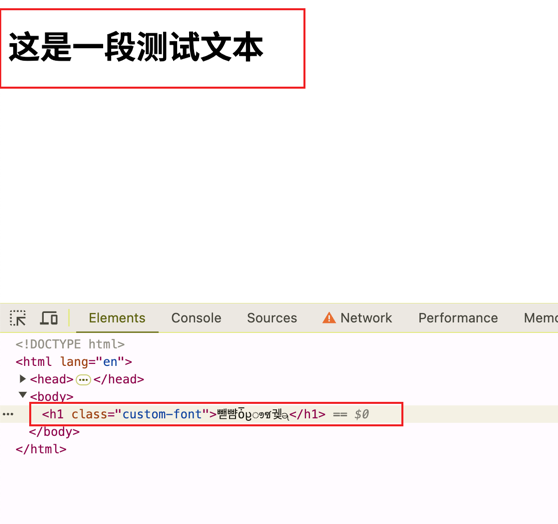 这是一段测试文本
Elements Console Sources Network Performance Memo
<!DOCTYPE html>
<html lang="en">
<head> ••• </head>
<body>
<h1 class="custom-font"></h1> == $0
</body>
</html>